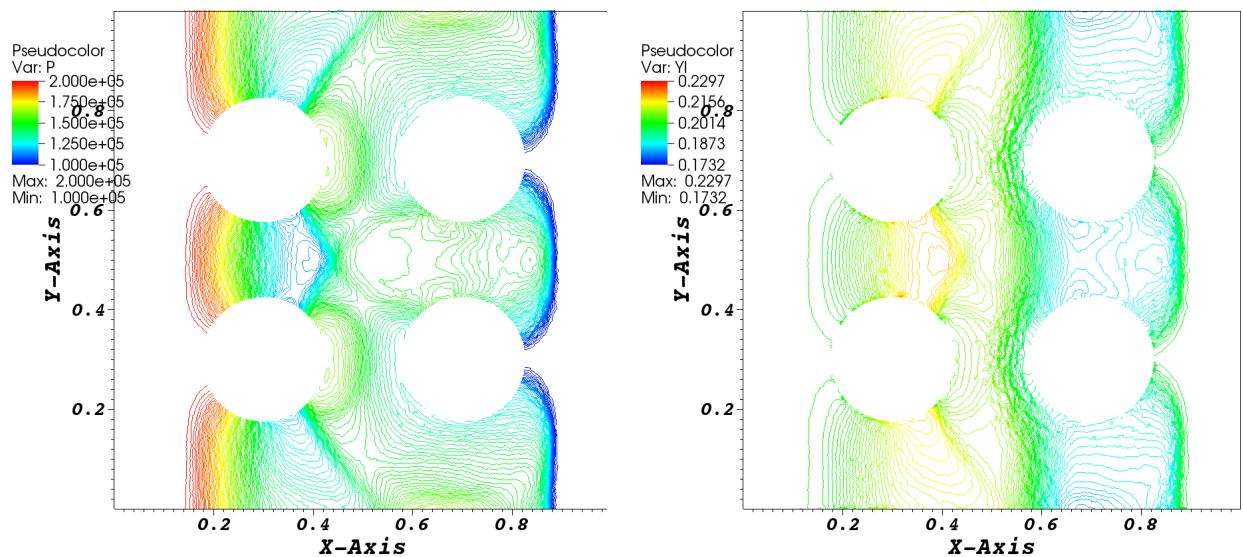 Pseudocolor
Var: P
2.000e+05
1.750e+05
1.500e+05
1.250e+05
1.000e+05
Max: 2.000e+05
Min: 1.000e+05
0.8
0.6
0.4
0.2
Y-Axis
0.2 0.4 0.6 0.8
X-Axis
Pseudocolor
Var: Yl
0.2297
0.2156
0.2014
0.1873
0.1732
Max: 0.2297
Min: 0.1732
0.8
0.6
0.4
0.2
Y-Axis
0.2 0.4 0.6 0.8
X-Axis